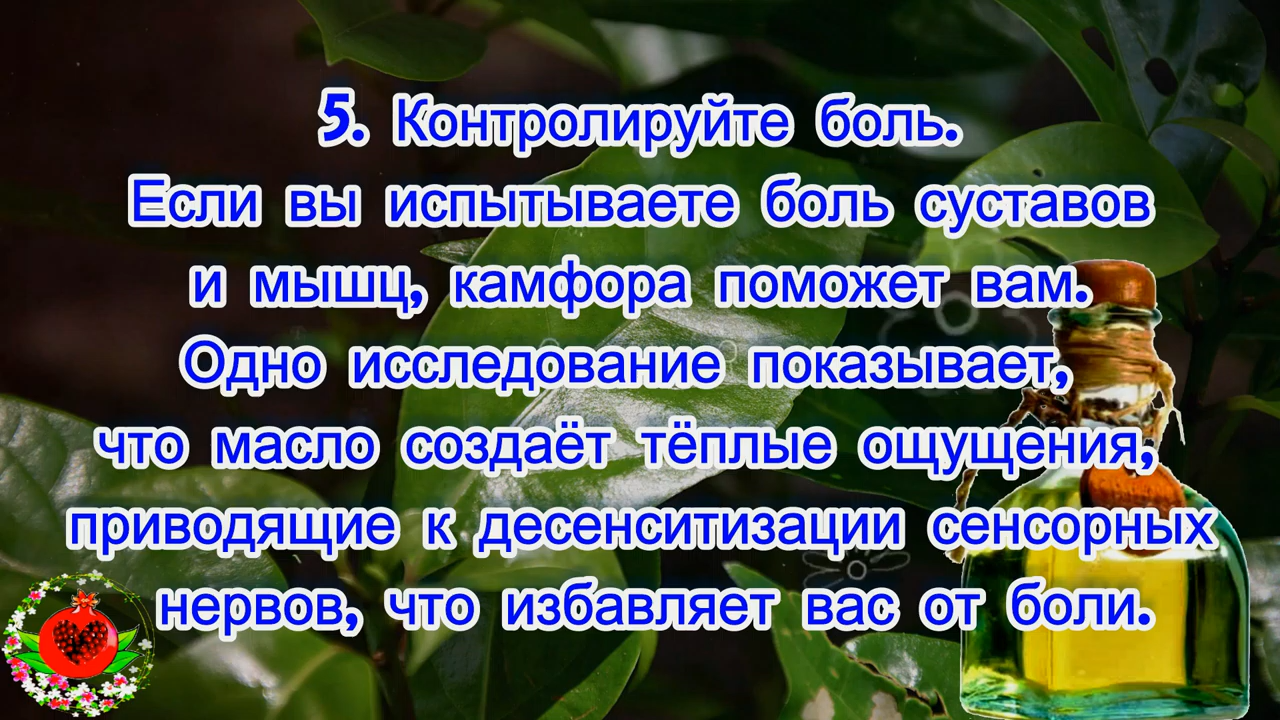 5. Контролируйте боль.
Если вы испытываете боль суставов
и мышц, камфора поможет вам.
Одно исследование показывает,
что масло создаёт тёплые ощущения,
приводящие к десенситизации сенсорных
нервов, что избавляет вас от боли.